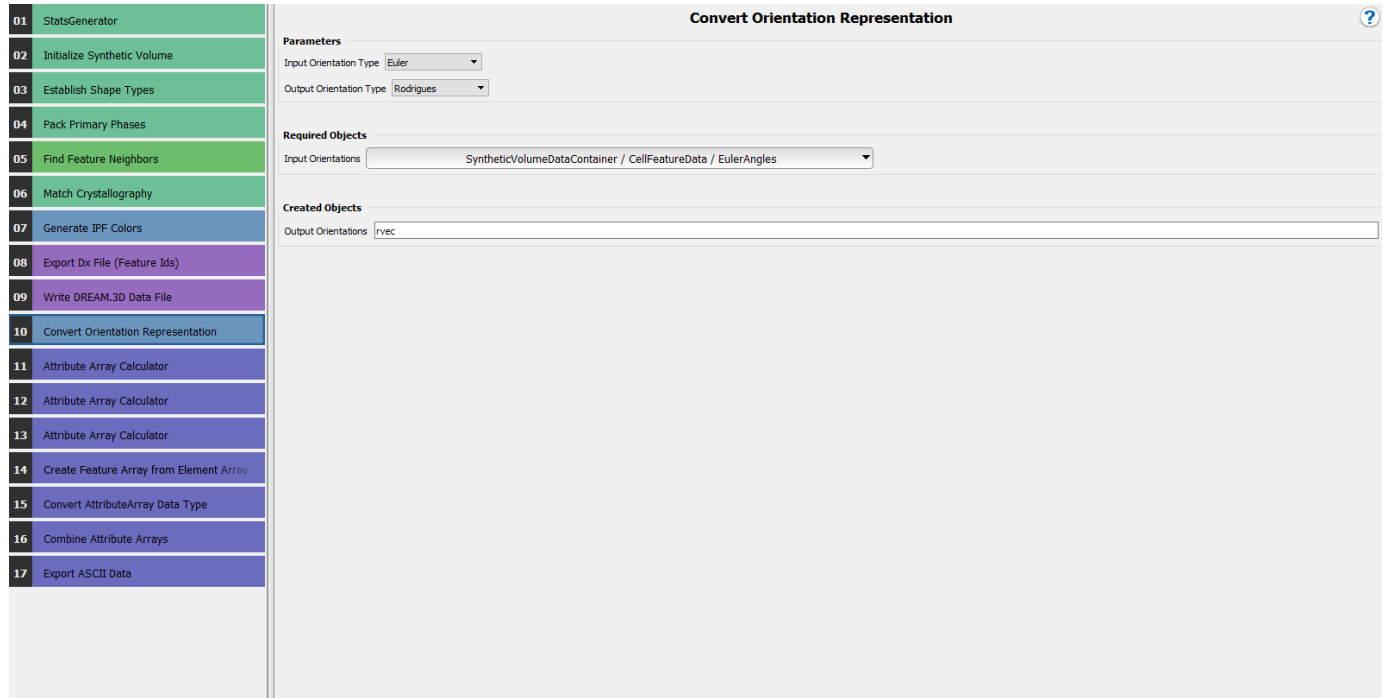 01 StatsGenerator
02 Initialize Synthetic Volume
03 Establish Shape Types
04 Pack Primary Phases
05 Find Feature Neighbors
06 Match Crystallography
07 Generate IPF Colors
08 Export Dx File (Feature Ids)
09 Write DREAM.3D Data File
10 Convert Orientation Representation
11 Attribute Array Calculator
12 Attribute Array Calculator
13 Attribute Array Calculator
14 Create Feature Array from Element Array
15 Convert AttributeArray Data Type
16 Combine Attribute Arrays
17 Export ASCII Data
Convert Orientation Representation ?
Parameters
Input Orientation Type Euler
Output Orientation Type Rodrigues
Required Objects
Input Orientations SyntheticVolumeDataContainer / CellFeatureData / EulerAngles
Created Objects
Output Orientations rvec